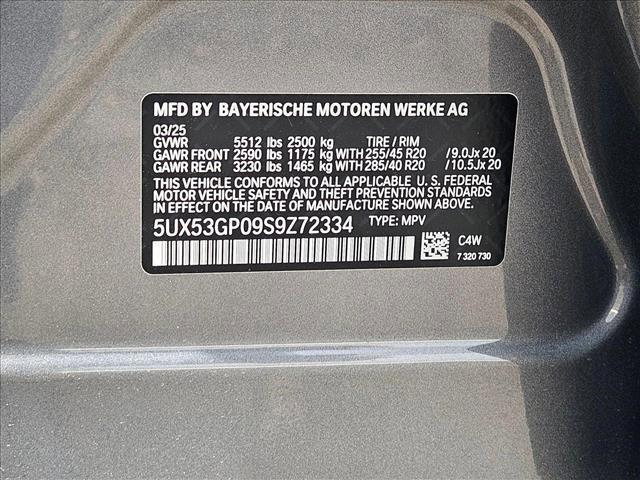 MFD BY BAYERISCHE MOTOREN WERKE AG
03/25
GVWR 5512 lbs 2500 kg TIRE / RIM
GAWR FRONT 2590 lbs 1175 kg WITH 255/45 R20 /9.0Jx 20
GAWR REAR 3230 lbs 1465 kg WITH 285/40 R20 /10.5Jx 20
THIS VEHICLE CONFORMS TO ALL APPLICABLE U. S. FEDERAL
MOTOR VEHICLE SAFETY AND THEFT PREVENTION STANDARDS
IN EFFECT ON THE DATE OF MANUFACTURE SHOWN ABOVE.
5UX53GP09S9Z72334 TYPE: MPV
C4W
7 320 730